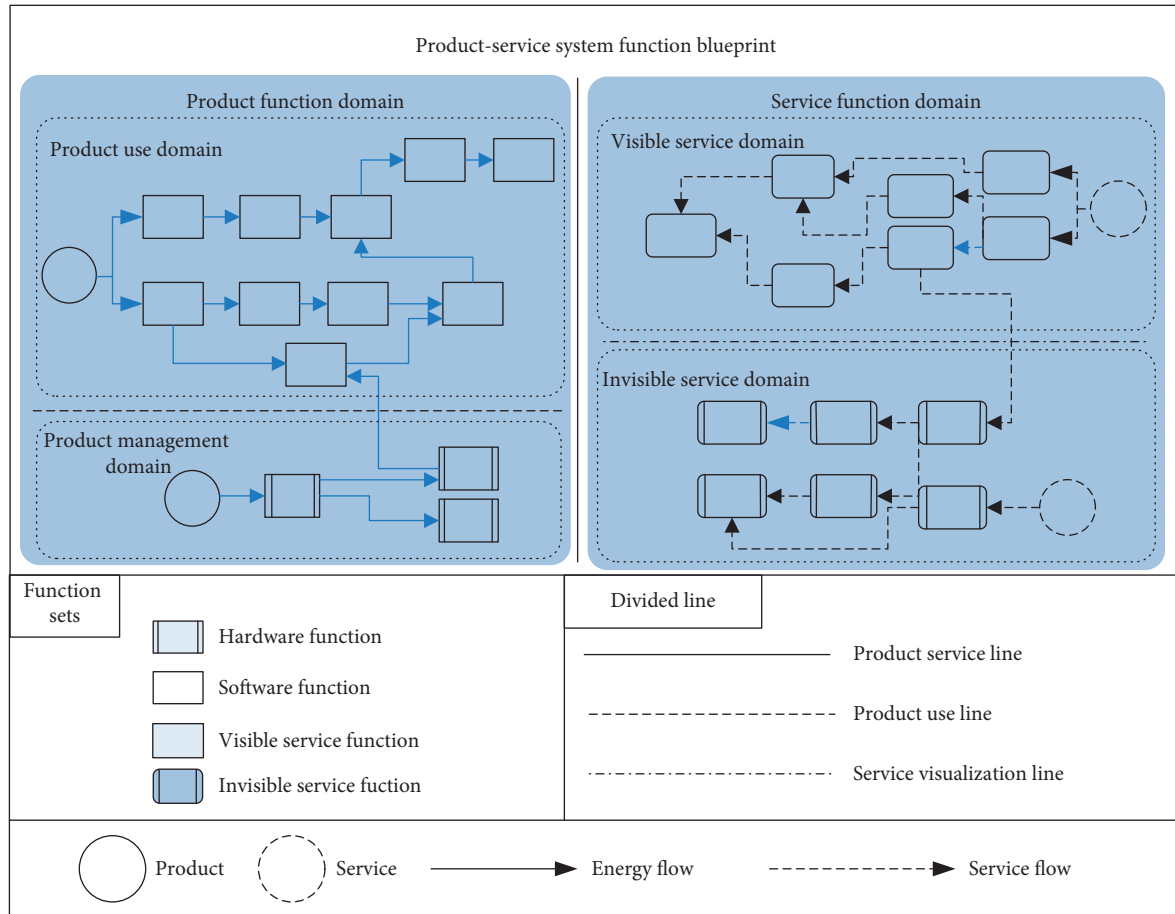 Product-service system function blueprint
Product function domain
Service function domain
Product use domain
Visible service domain
Invisible service domain
Product management
domain
Function
sets
Hardware function
Software function
Visible service function
Invisible service fuction
Divided line
Product service line
Product use line
Service visualization line
Product
Service
Energy flow
Service flow